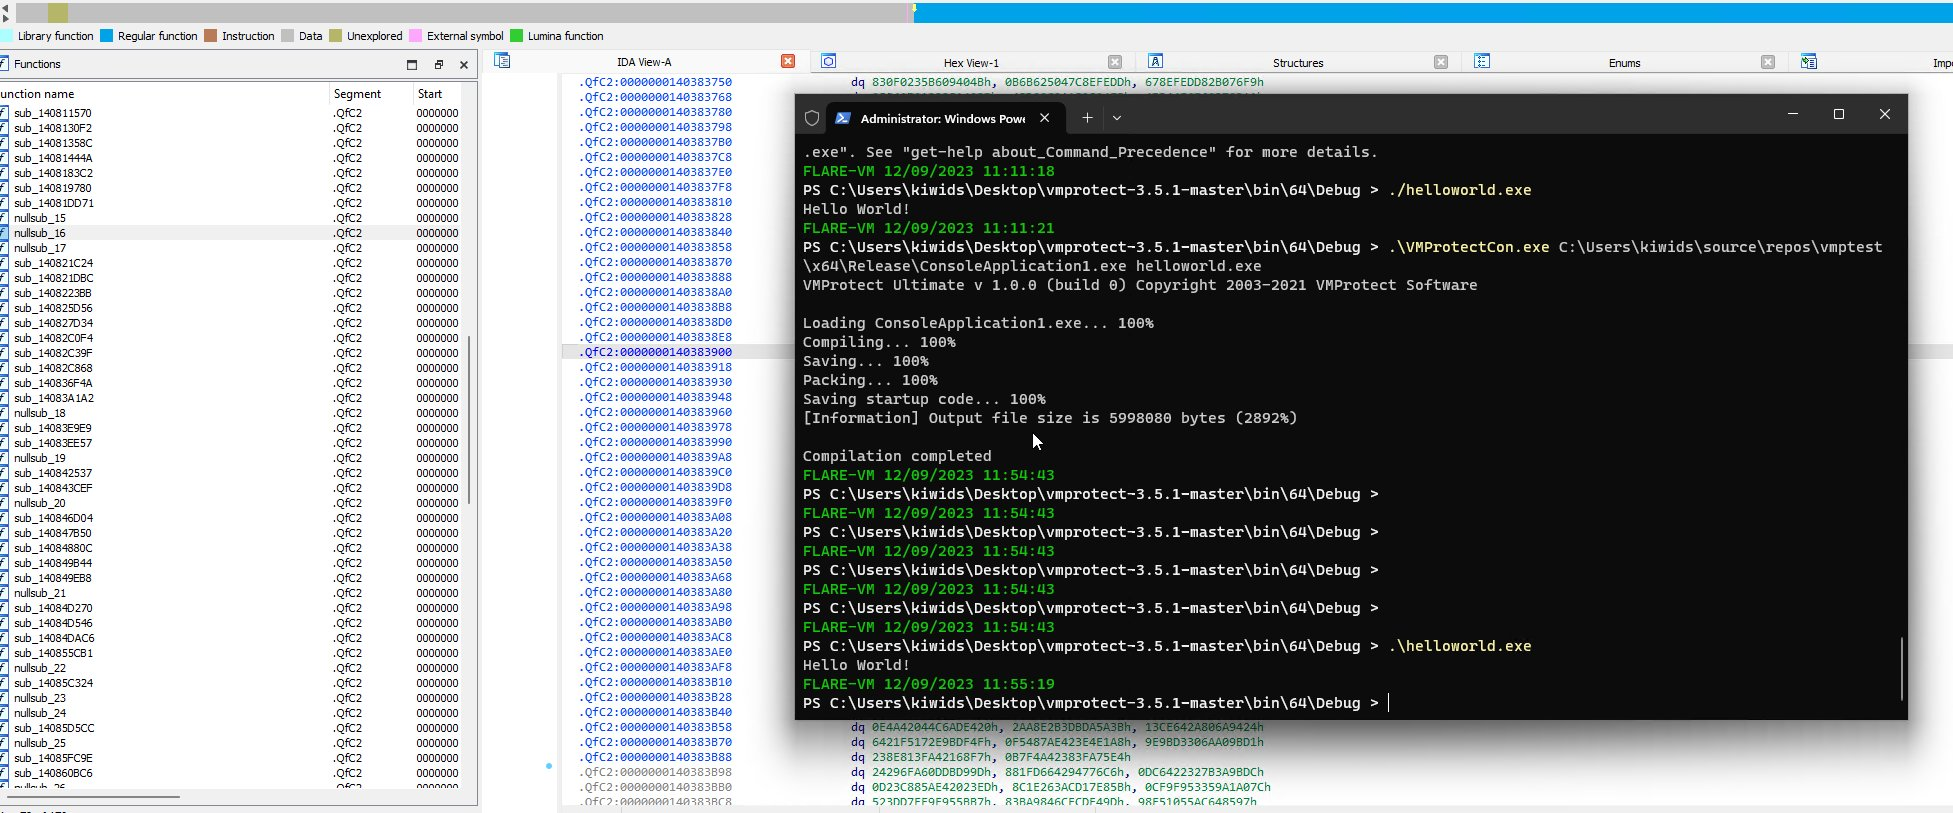 Library function Regular function Instruction Data Unexplored External symbol Lumina function
Functions
unction name Segment Start
sub_140811570 .QfC2 0000000
sub_1408130F2 .QfC2 0000000
sub_14081358C .QfC2 0000000
sub_14081444A .QfC2 0000000
sub_1408183C2 .QfC2 0000000
sub_140819780 .QfC2 0000000
sub_14081DD71 .QfC2 0000000
nullsub_15 .QfC2 0000000
nullsub_16 .QfC2 0000000
nullsub_17 .QfC2 0000000
sub_140821C24 .QfC2 0000000
sub_140821DBC .QfC2 0000000
sub_1408223BB .QfC2 0000000
sub_140825D56 .QfC2 0000000
sub_140827D34 .QfC2 0000000
sub_14082C0F4 .QfC2 0000000
sub_14082C39F .QfC2 0000000
sub_14082C868 .QfC2 0000000
sub_140836F4A .QfC2 0000000
sub_14083A1A2 .QfC2 0000000
nullsub_18 .QfC2 0000000
sub_14083E9E9 .QfC2 0000000
sub_14083EE57 .QfC2 0000000
nullsub_19 .QfC2 0000000
sub_140842537 .QfC2 0000000
sub_140843CEF .QfC2 0000000
nullsub_20 .QfC2 0000000
sub_140846D04 .QfC2 0000000
sub_140847B50 .QfC2 0000000
sub_14084880C .QfC2 0000000
sub_140849B44 .QfC2 0000000
sub_140849EB8 .QfC2 0000000
nullsub_21 .QfC2 0000000
sub_14084D270 .QfC2 0000000
sub_14084D546 .QfC2 0000000
sub_14084DAC6 .QfC2 0000000
sub_140855CB1 .QfC2 0000000
nullsub_22 .QfC2 0000000
sub_14085C324 .QfC2 0000000
nullsub_23 .QfC2 0000000
nullsub_24 .QfC2 0000000
sub_14085D5CC .QfC2 0000000
nullsub_25 .QfC2 0000000
sub_14085FC9E .QfC2 0000000
sub_140860BC6 .QfC2 0000000
IDA View-A Hex View-1 Structures Enums Imp
.QfC2:0000000140383750 dq 830F0235B609404Bh, 0B6B625047C8EFEDDh, 678EFEDD82B076F9h
.QfC2:0000000140383768
.QfC2:0000000140383780
.QfC2:0000000140383798
.QfC2:00000001403837B0
.QfC2:00000001403837C8
.QfC2:00000001403837E0
.QfC2:00000001403837F8
.QfC2:0000000140383810
.QfC2:0000000140383828
.QfC2:0000000140383840
.QfC2:0000000140383858
.QfC2:0000000140383870
.QfC2:0000000140383888
.QfC2:00000001403838A0
.QfC2:00000001403838B8
.QfC2:00000001403838D0
.QfC2:00000001403838E8
.QfC2:0000000140383900
.QfC2:0000000140383918
.QfC2:0000000140383930
.QfC2:0000000140383948
.QfC2:0000000140383960
.QfC2:0000000140383978
.QfC2:0000000140383990
.QfC2:00000001403839A8
.QfC2:00000001403839C0
.QfC2:00000001403839D8
.QfC2:00000001403839F0
.QfC2:0000000140383A08
.QfC2:0000000140383A20
.QfC2:0000000140383A38
.QfC2:0000000140383A50
.QfC2:0000000140383A68
.QfC2:0000000140383A80
.QfC2:0000000140383A98
.QfC2:0000000140383AB0
.QfC2:0000000140383AC8
.QfC2:0000000140383AE0
.QfC2:0000000140383AF8
.QfC2:0000000140383B10
.QfC2:0000000140383B28
.QfC2:0000000140383B40
.QfC2:0000000140383B58 dq 0E4A42044C6ADE420h, 2AA8E2B3DBDA5A3Bh, 13CE642A806A9424h
.QfC2:0000000140383B70 dq 6421F5172E9BDF4Fh, 0F5487AE423E4E1A8h, 9E9BD3306AA09BD1h
.QfC2:0000000140383B88 dq 238E813FA42168F7h, 0B7F4A42383FA75E4h
.QfC2:0000000140383B98 dq 24296FA60DDBD99Dh, 881FD664294776C6h, 0DC6422327B3A9BDCh
.QfC2:0000000140383BB0 dq 0D23C885AE42023EDh, 8C1E263ACD17E85Bh, 0CF9F953359A1A07Ch
.QfC2:0000000140383BC8 dq 523DD7EE9E955BB7h, 83BA9846CECDE49Dh, 98E51055AC648597h
Administrator: Windows Powe
.exe". See "get-help about_Command_Precedence" for more details.
FLARE-VM 12/09/2023 11:11:18
PS C:\Users\kiwids\Desktop\vmprotect-3.5.1-master\bin\64\Debug > ./helloworld.exe
Hello World!
FLARE-VM 12/09/2023 11:11:21
PS C:\Users\kiwids\Desktop\vmprotect-3.5.1-master\bin\64\Debug > .\VMProtectCon.exe C:\Users\kiwids\source\repos\vmptest
\x64\Release\ConsoleApplication1.exe helloworld.exe
VMProtect Ultimate v 1.0.0 (build 0) Copyright 2003-2021 VMProtect Software
Loading ConsoleApplication1.exe... 100%
Compiling... 100%
Saving... 100%
Packing... 100%
Saving startup code... 100%
[Information] Output file size is 5998080 bytes (2892%)
Compilation completed
FLARE-VM 12/09/2023 11:54:43
PS C:\Users\kiwids\Desktop\vmprotect-3.5.1-master\bin\64\Debug >
FLARE-VM 12/09/2023 11:54:43
PS C:\Users\kiwids\Desktop\vmprotect-3.5.1-master\bin\64\Debug >
FLARE-VM 12/09/2023 11:54:43
PS C:\Users\kiwids\Desktop\vmprotect-3.5.1-master\bin\64\Debug >
FLARE-VM 12/09/2023 11:54:43
PS C:\Users\kiwids\Desktop\vmprotect-3.5.1-master\bin\64\Debug >
FLARE-VM 12/09/2023 11:54:43
PS C:\Users\kiwids\Desktop\vmprotect-3.5.1-master\bin\64\Debug > .\helloworld.exe
Hello World!
FLARE-VM 12/09/2023 11:55:19
PS C:\Users\kiwids\Desktop\vmprotect-3.5.1-master\bin\64\Debug >